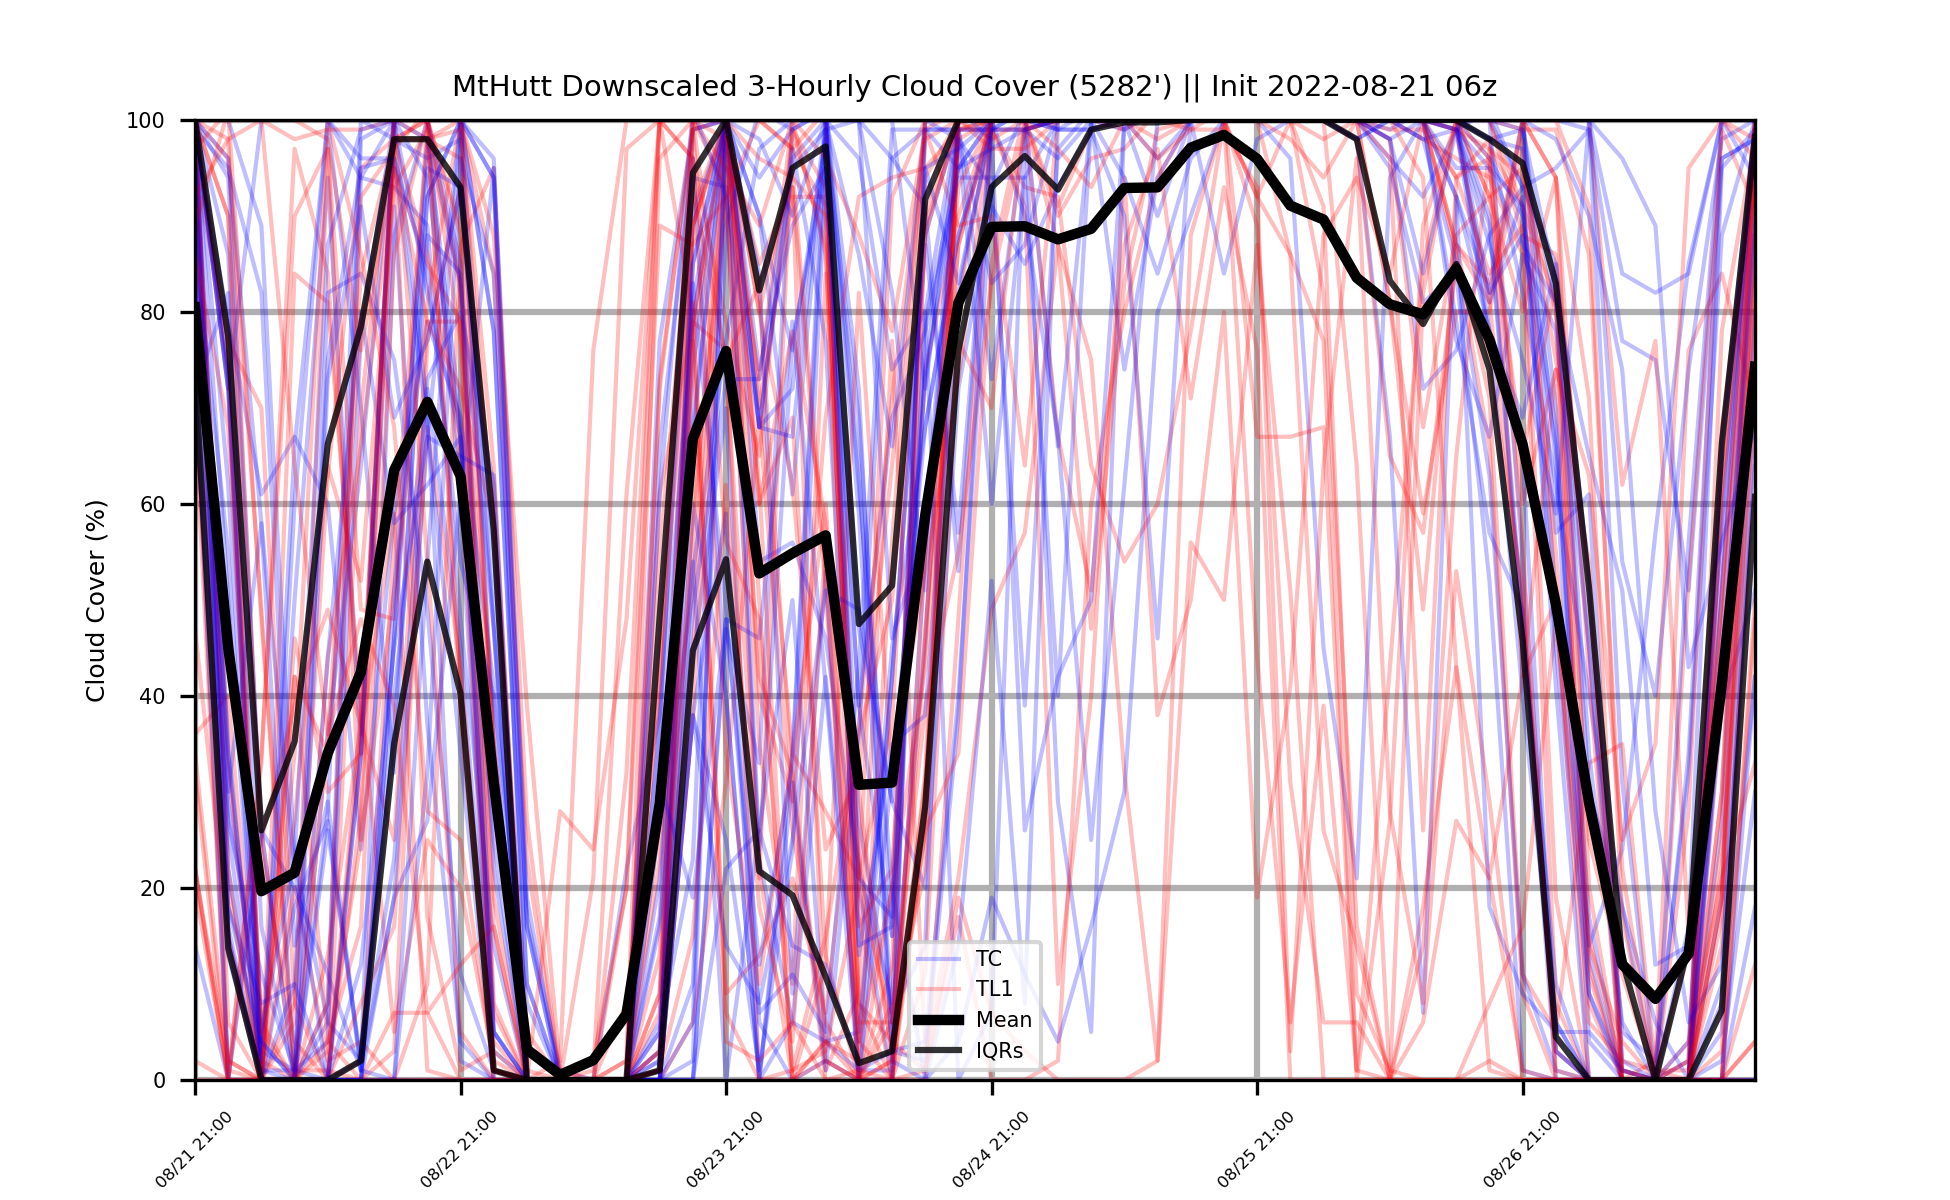 MtHutt Downscaled 3-Hourly Cloud Cover (5282') || Init 2022-08-21 06z
Cloud Cover (%)
100
80
60
40
20
0
TC
TL1
Mean
IQRs
08/21 21:00
08/22 21:00
08/23 21:00
08/24 21:00
08/25 21:00
08/26 21:00